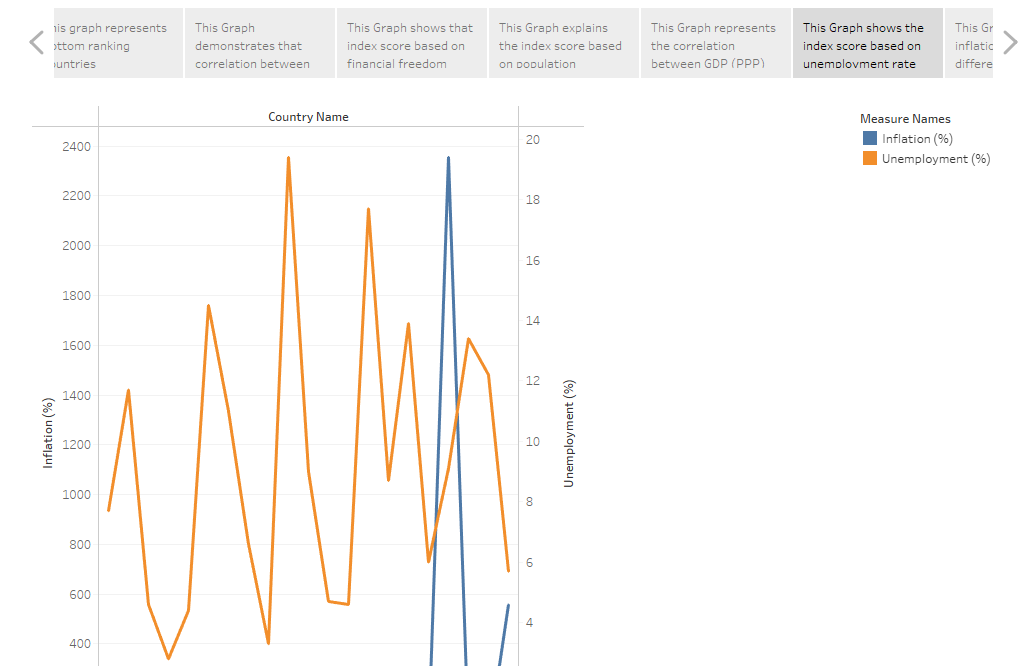 represents
ranking
This Graph
demonstrates that
correlation between
This Graph shows that
index score based on
financial freedom
This Graph explains
the index score based
on population
This Graph represents
the correlation
between GDP (PPP)
This Graph shows the
index score based on
unemployment rate
This
Country Name
Measure Names
Inflation (%)
Unemployment (%)
2400
2200
2000
1800
1600
1400
1200
1000
800
600
400
Inflation (%)
20
18
16
14
12
10
8
6
4
Unemployment (%)